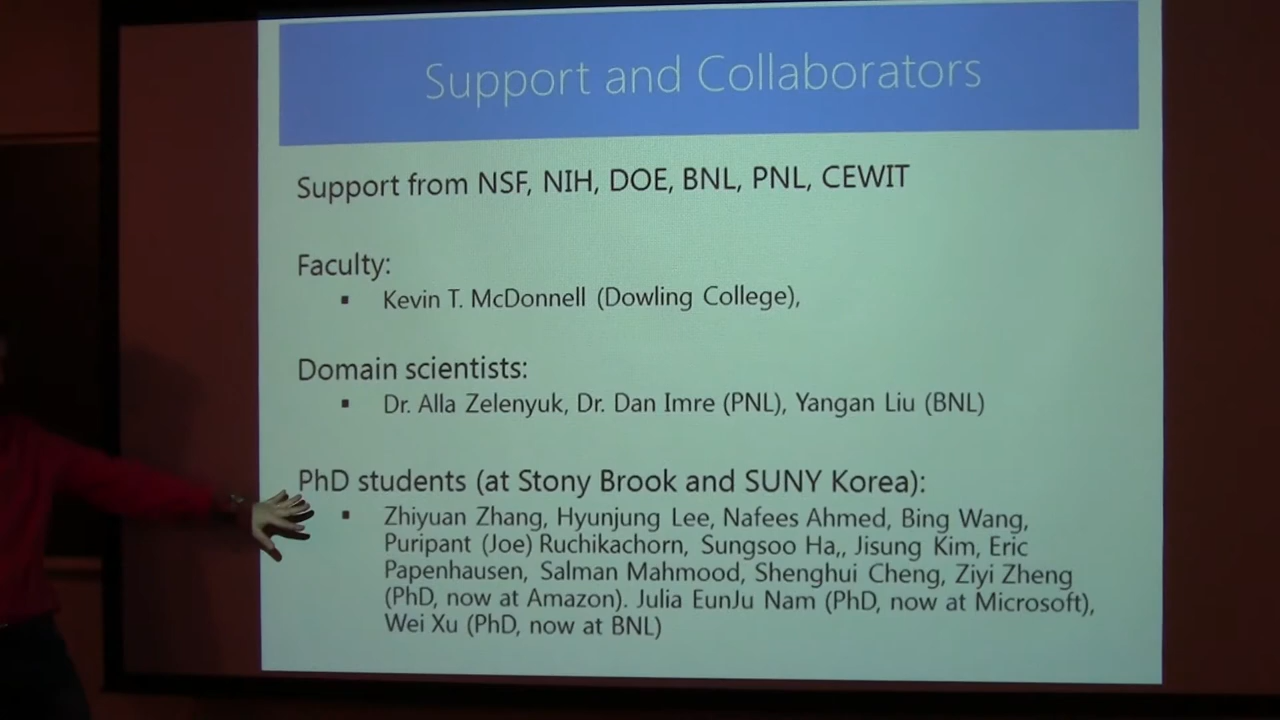 Support and Collaborators
Support from NSF, NIH, DOE, BNL, PNL, CEWIT
Faculty:
▪ Kevin T. McDonnell (Dowling College),
Domain scientists:
▪ Dr. Alla Zelenyuk, Dr. Dan Imre (PNL), Yangan Liu (BNL)
PhD students (at Stony Brook and SUNY Korea):
▪ Zhiyuan Zhang, Hyunjung Lee, Nafees Ahmed, Bing Wang,
Puripant (Joe) Ruchikachorn, Sungsoo Ha,, Jisung Kim, Eric
Papenhausen, Salman Mahmood, Shenghui Cheng, Ziyi Zheng
(PhD, now at Amazon). Julia EunJu Nam (PhD, now at Microsoft),
Wei Xu (PhD, now at BNL)